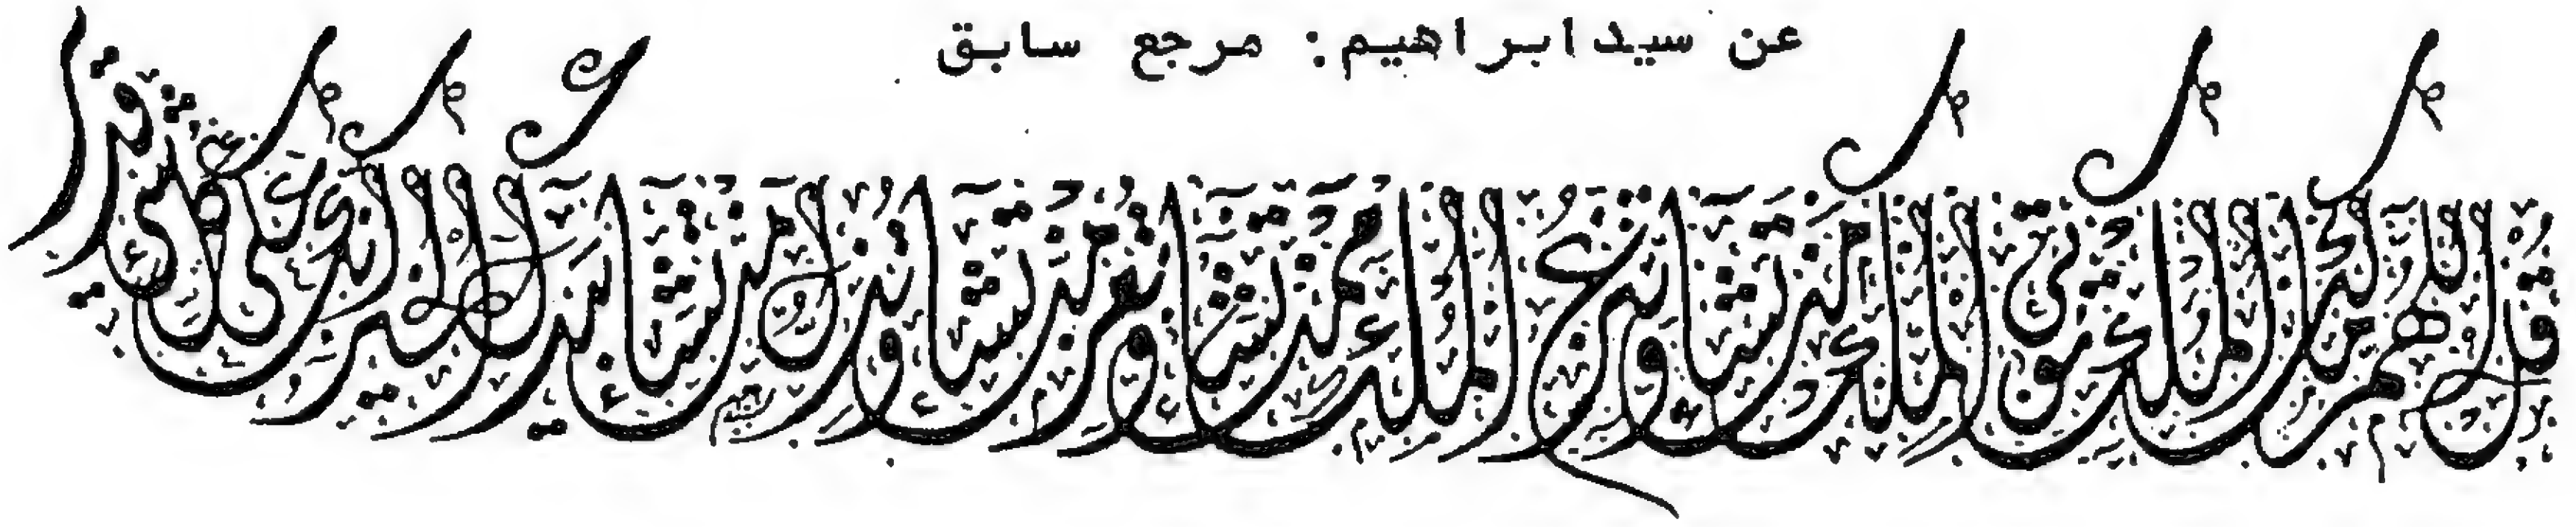 عن سيد ابراهيم: مرجع سابق
قل اللهم مالك الملك تؤتي الملك من تشاء وتنزع الملك ممن تشاء وتعز من تشاء وتذل من تشاء بيدك الخير إنك على كل شيء قدير